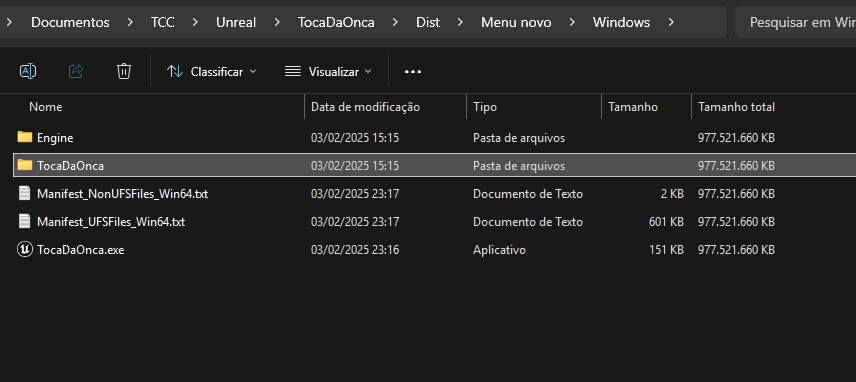 Documentos > TCC > Unreal > TocaDaOnca > Dist > Menu novo > Windows > Pesquisar em Wir
Classificar Visualizar
Nome Data de modificação Tipo Tamanho Tamanho total
Engine 03/02/2025 15:15 Pasta de arquivos 977.521.660 KB
TocaDaOnca 03/02/2025 15:15 Pasta de arquivos 977.521.660 KB
Manifest_NonUFSFiles_Win64.txt 03/02/2025 23:17 Documento de Texto 2 KB 977.521.660 KB
Manifest_UFSFiles_Win64.txt 03/02/2025 23:17 Documento de Texto 601 KB 977.521.660 KB
TocaDaOnca.exe 03/02/2025 23:16 Aplicativo 151 KB 977.521.660 KB